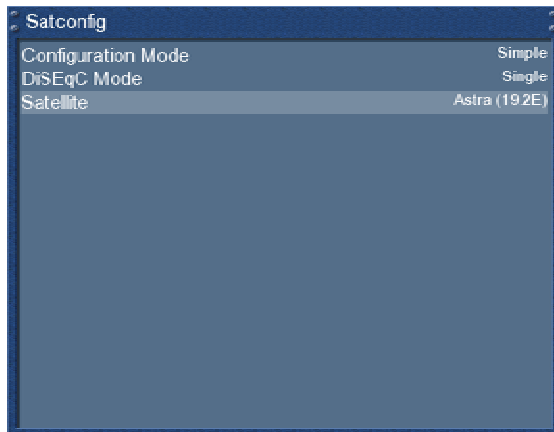 Satconfig
Configuration Mode Simple
DiSEqC Mode Single
Satellite Astra (19.2E)